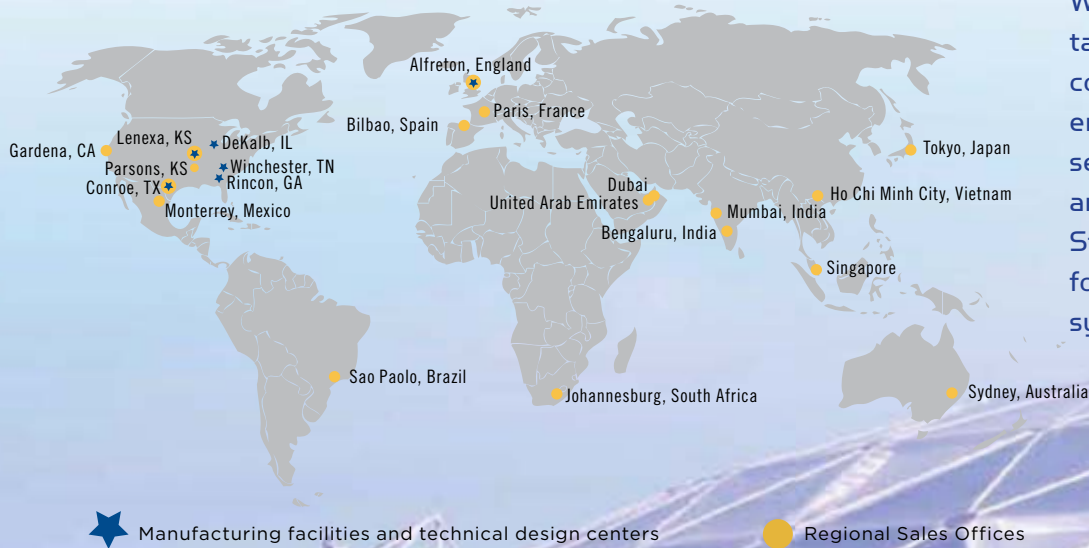 Alfreton, England
Paris, France
Bilbao, Spain
Lenexa, KS
DeKalb, IL
Gardena, CA
Parsons, KS
Winchester, TN
Conroe, TX
Rincon, GA
Monterrey, Mexico
Tokyo, Japan
Dubai
United Arab Emirates
Ho Chi Minh City, Vietnam
Mumbai, India
Bengaluru, India
Singapore
Sao Paolo, Brazil
Johannesburg, South Africa
Sydney, Australia
Manufacturing facilities and technical design centers
Regional Sales Offices